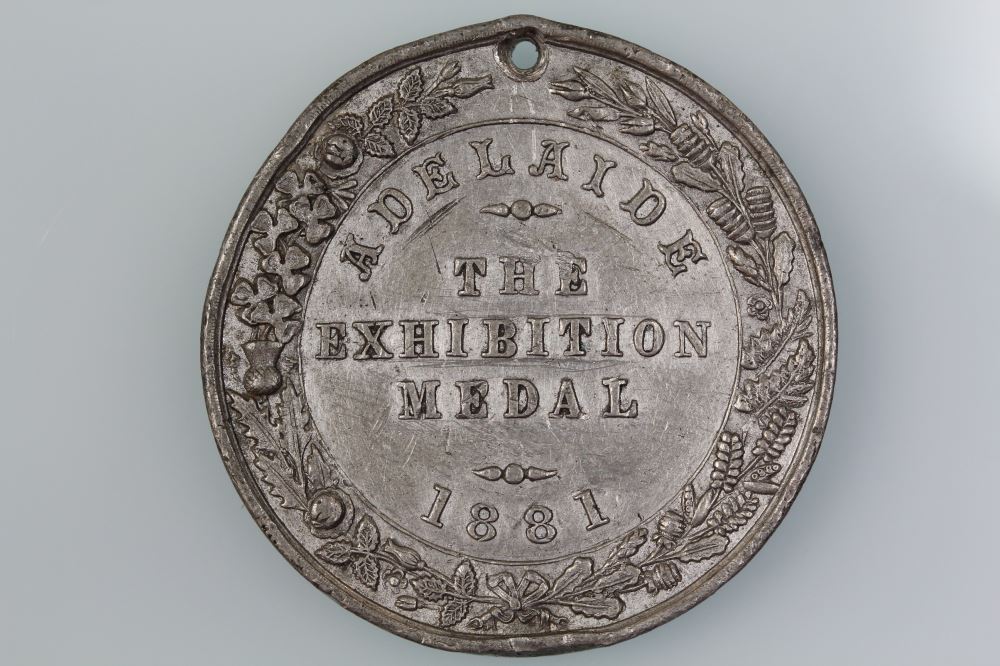 ADELAIDE
THE
EXHIBITION
MEDAL
1881